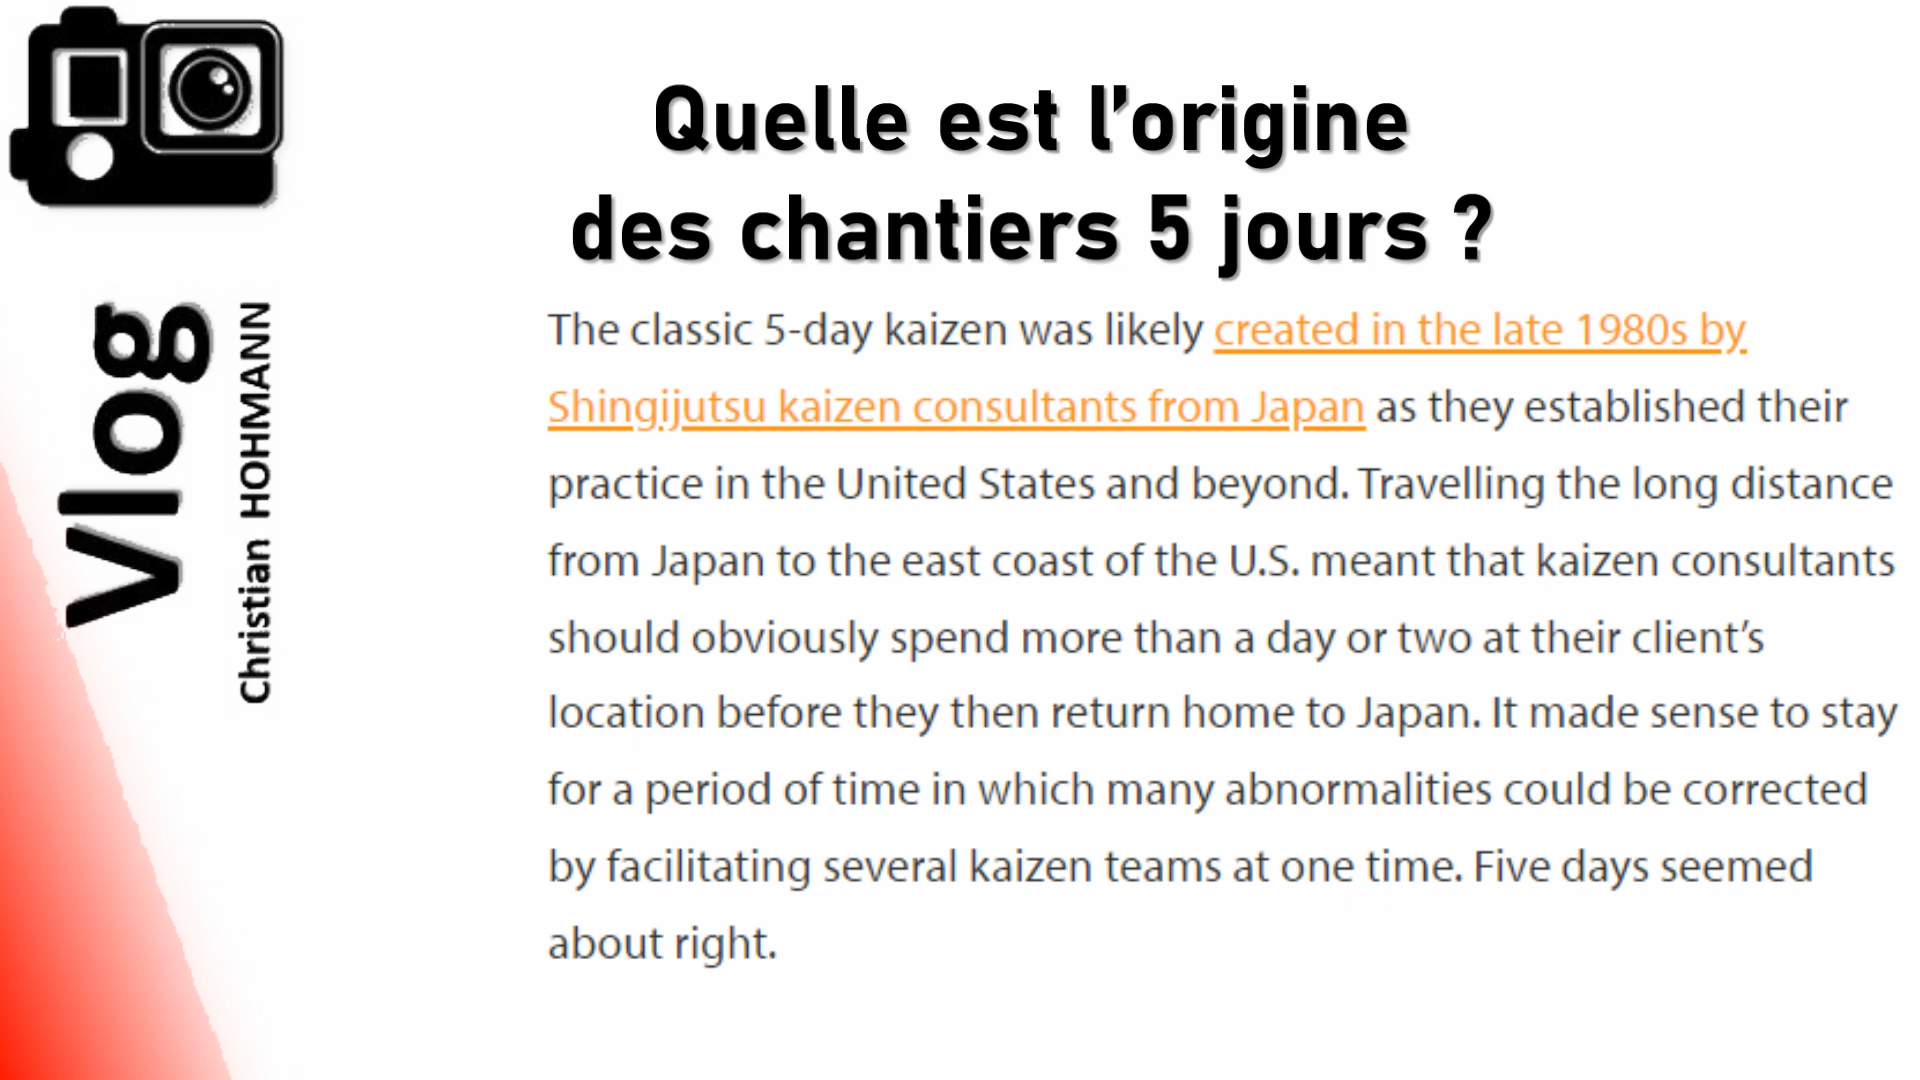 Quelle est l’origine
des chantiers 5 jours ?
Vlog
Christian HOHMANN
The classic 5-day kaizen was likely created in the late 1980s by
Shingijutsu kaizen consultants from Japan as they established their
practice in the United States and beyond. Travelling the long distance
from Japan to the east coast of the U.S. meant that kaizen consultants
should obviously spend more than a day or two at their client’s
location before they then return home to Japan. It made sense to stay
for a period of time in which many abnormalities could be corrected
by facilitating several kaizen teams at one time. Five days seemed
about right.